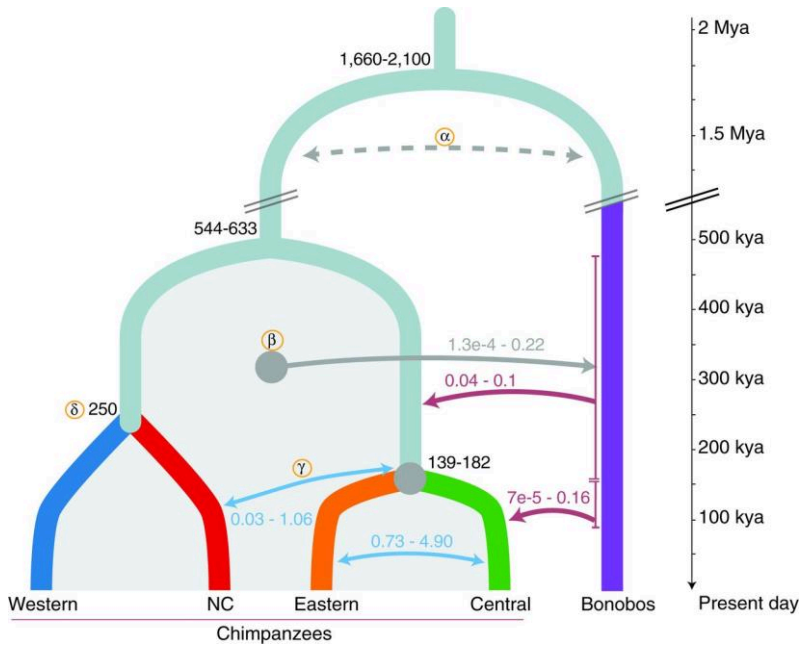 2 Mya
1,660-2,100
α
1.5 Mya
544-633
500 kya
400 kya
β
1.3e-4 - 0.22
300 kya
0.04 - 0.1
δ 250
200 kya
γ
139-182
7e-5 - 0.16
0.03 - 1.06
100 kya
0.73 - 4.90
Western NC Eastern Central Bonobos Present day
Chimpanzees